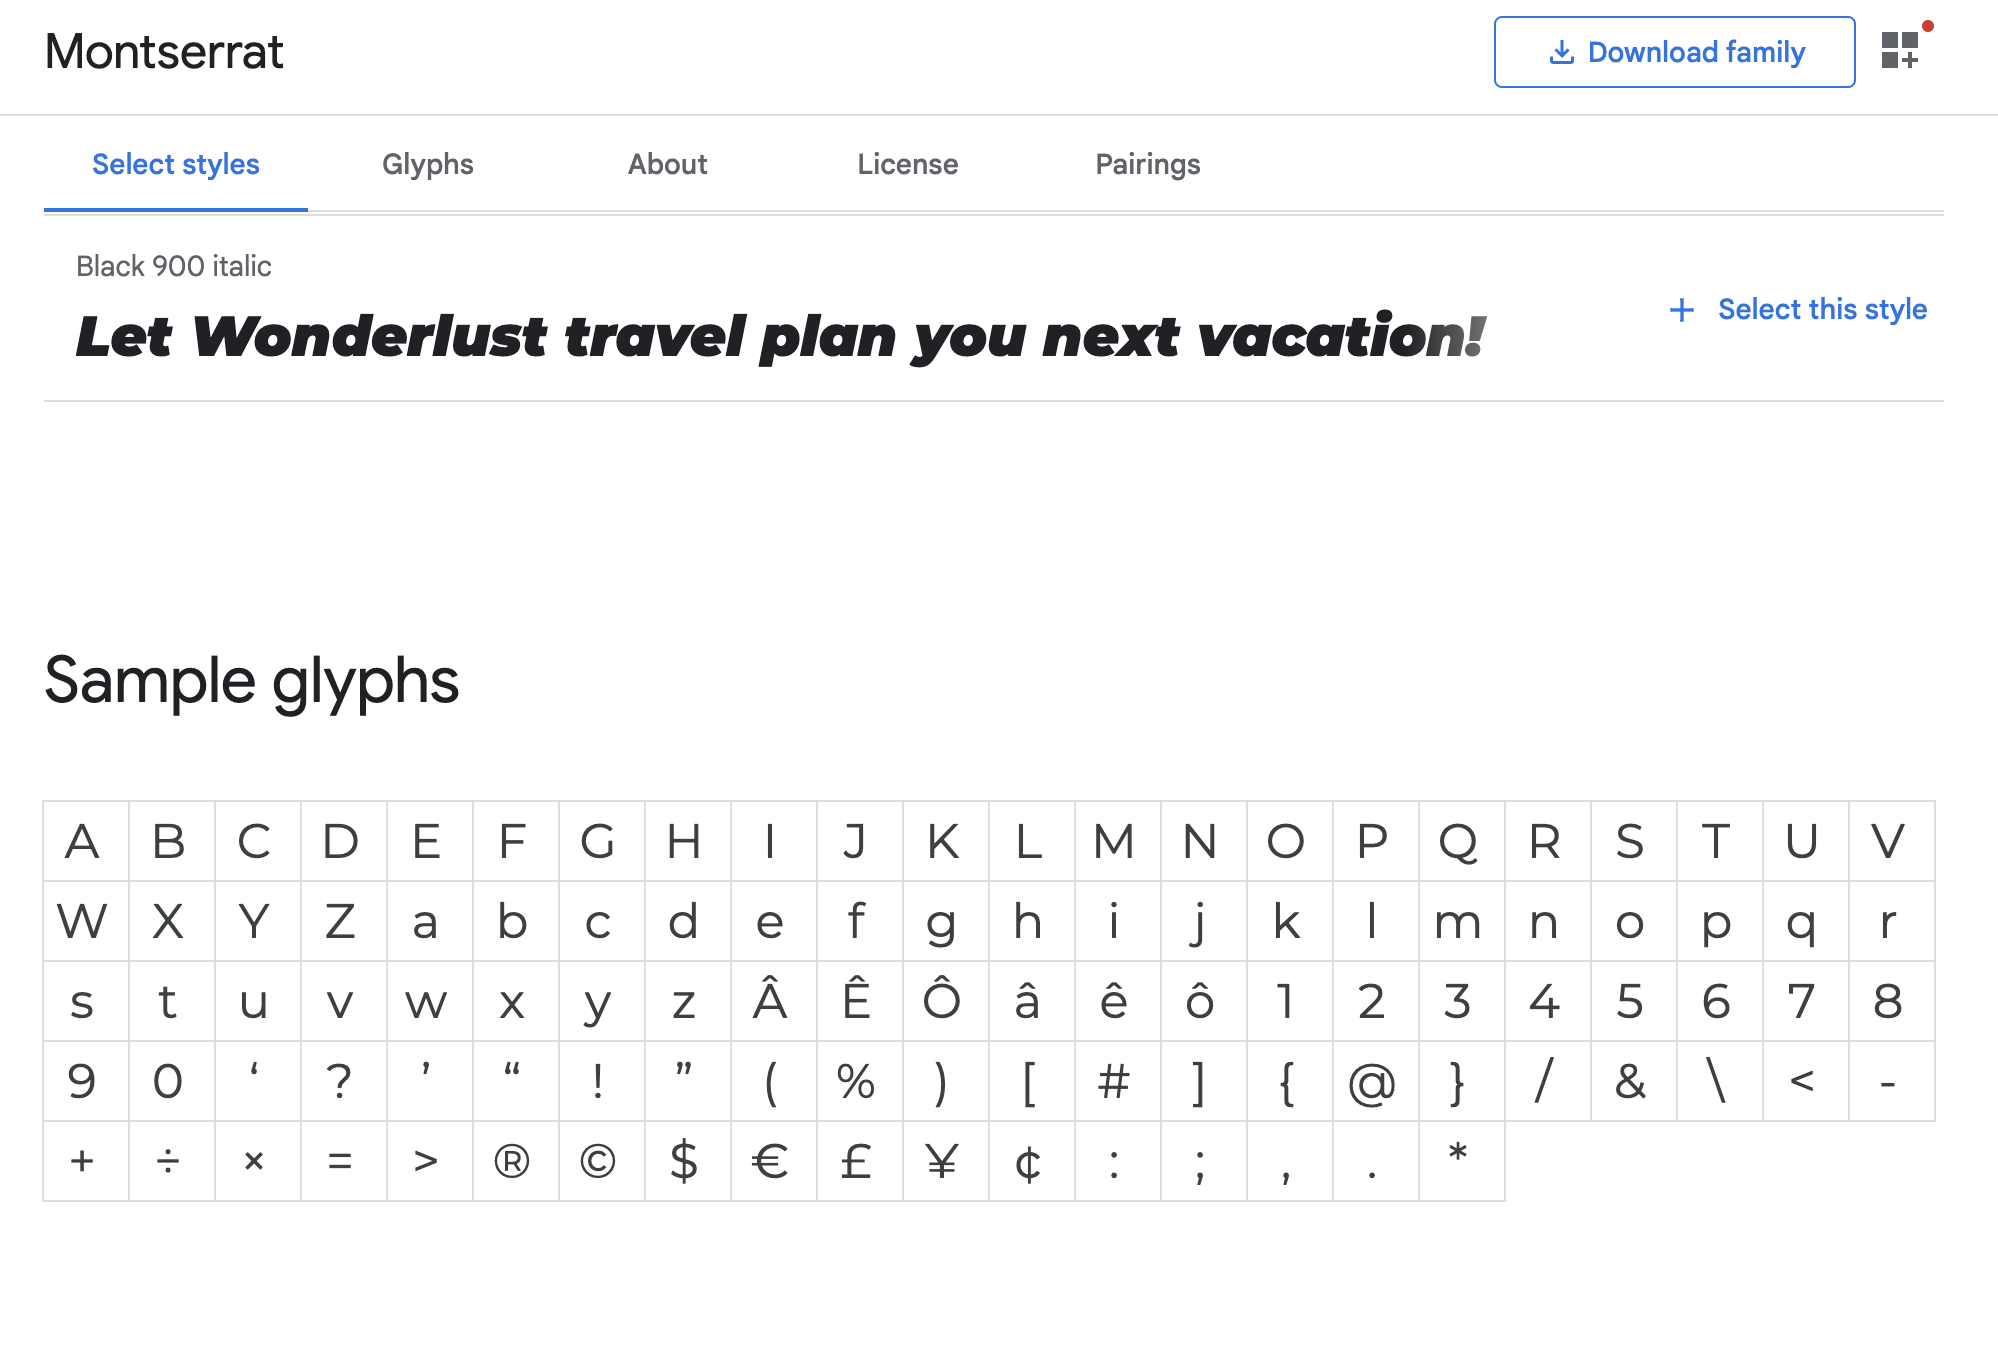 Montserrat
Download family
Select styles Glyphs About License Pairings
Black 900 italic
Let Wonderlust travel plan you next vacation!
+ Select this style
Sample glyphs
A B C D E F G H I J K L M N O P Q R S T U V
W X Y Z a b c d e f g h i j k l m n o p q r
s t u v w x y z Â Ê Ô â ê ô 1 2 3 4 5 6 7 8
9 0 ‘ ? ’ “ ! ” ( % ) [ # ] { @ } / & \ < -
+ ÷ × = > ® © $ € £ ¥ ¢ : ; , . *